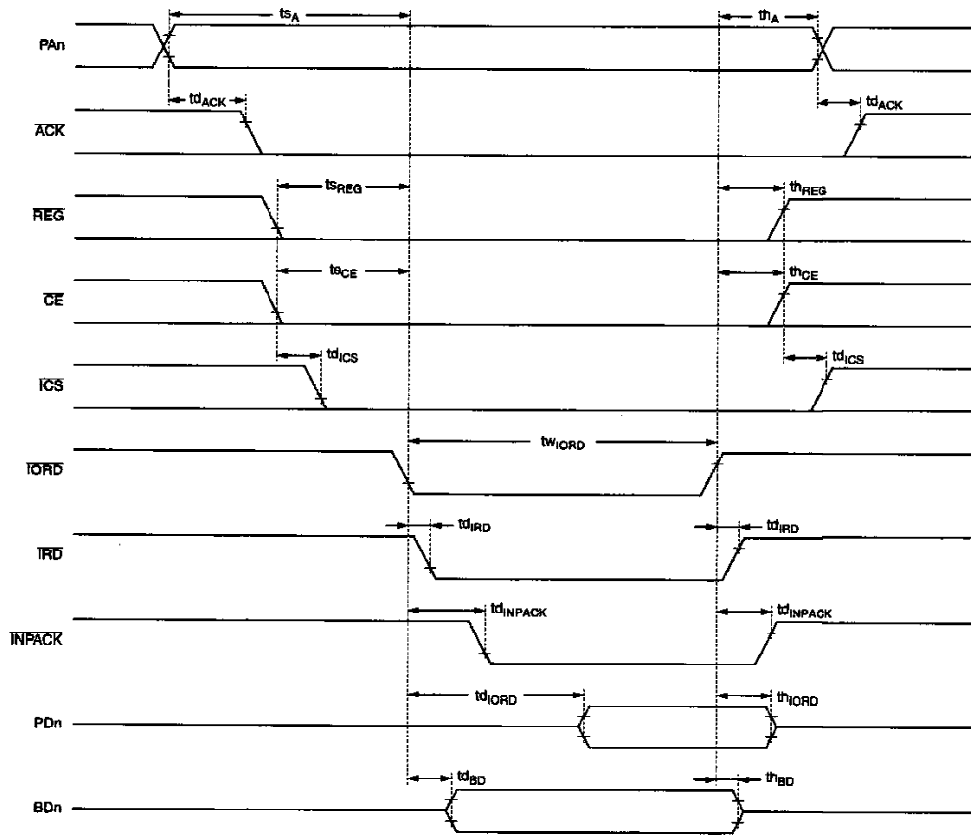 tsA thA
PAn
tdACK tdACK
ACK
tsREG thREG
REG
tsCE thCE
CE
tdICS tdICS
ICS
twIORD
IORD
tdIRD tdIRD
IRD
tdINPACK tdINPACK
INPACK
tdIORD thIORD
PDn
tdBD thBD
BDn